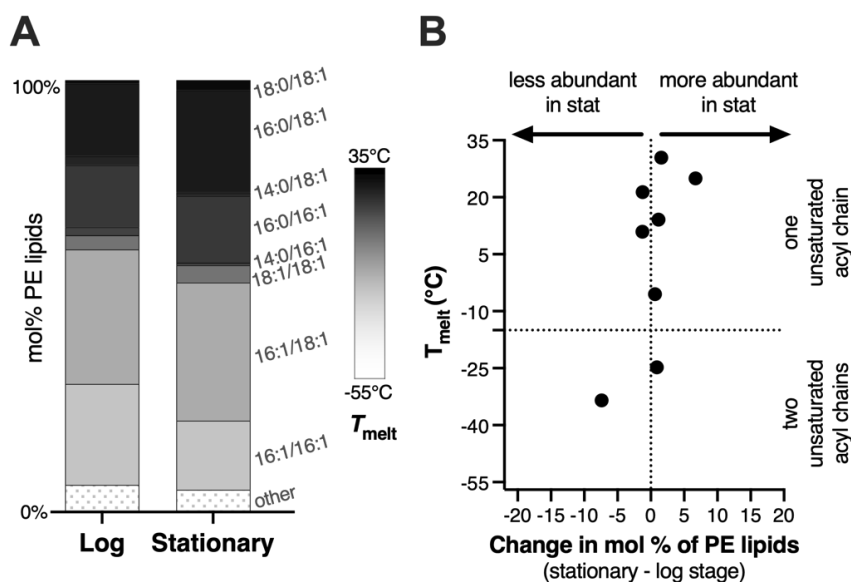 A
100%
mol% PE lipids
0%
18:0/18:1
16:0/18:1
14:0/18:1
16:0/16:1
14:0/16:1
18:1/18:1
16:1/18:1
16:1/16:1
other
Log
Stationary
35°C
-55°C
Tmelt
B
less abundant
in stat
more abundant
in stat
Tmelt (°C)
35
20
5
-10
-25
-40
-55
one
unsaturated
acyl chain
two
unsaturated
acyl chains
-20 -15 -10 -5 0 5 10 15 20
Change in mol % of PE lipids
(stationary - log stage)